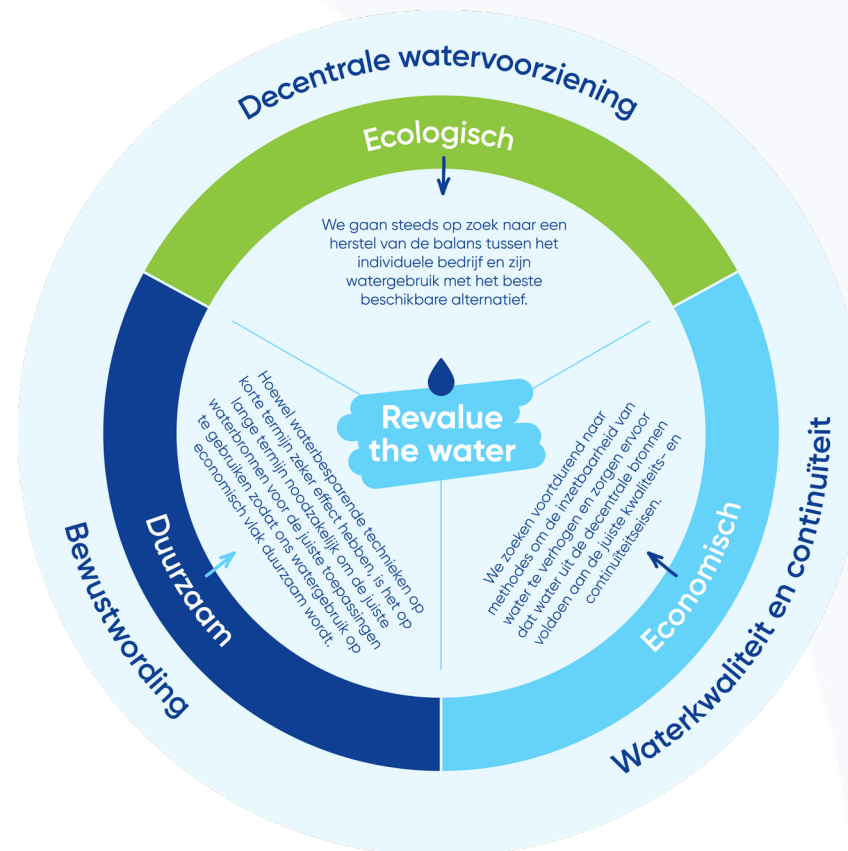 Decentrale watervoorziening
Ecologisch
We gaan steeds op zoek naar een
herstel van de balans tussen het
individuele bedrijf en zijn
watergebruik met het beste
beschikbare alternatief.
Revalue
the water
Hoewel waterbesparende technieken op
korte termijn zeker effect hebben, is het op
lange termijn noodzakelijk om de juiste
waterbronnen voor de juiste toepassingen
te gebruiken zodat ons watergebruik op
economisch vlak duurzaam wordt.
Duurzaam
Bewustwording
We zoeken voortdurend naar
methodes om de inzetbaarheid van
water te verhogen en zorgen ervoor
dat water uit de decentrale bronnen
voldoen aan de juiste kwaliteits- en
continuïteitseisen.
Economisch
Waterkwaliteit en continuïteit